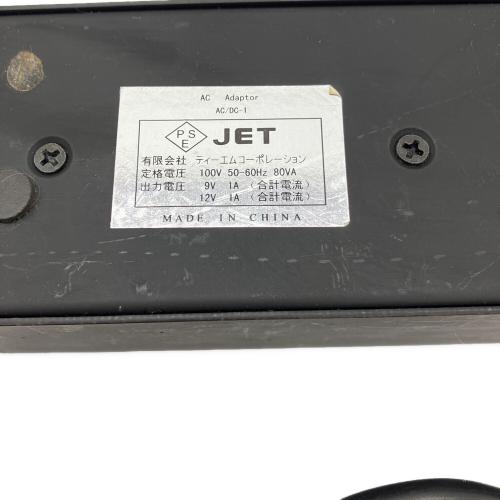 AC Adaptor
AC/DC-1
PS
E
JET
有限会社 ティーエムコーポレーション
定格電圧 100V 50-60Hz 80VA
出力電圧 9V 1A (合計電流)
12V 1A (合計電流)
MADE IN CHINA